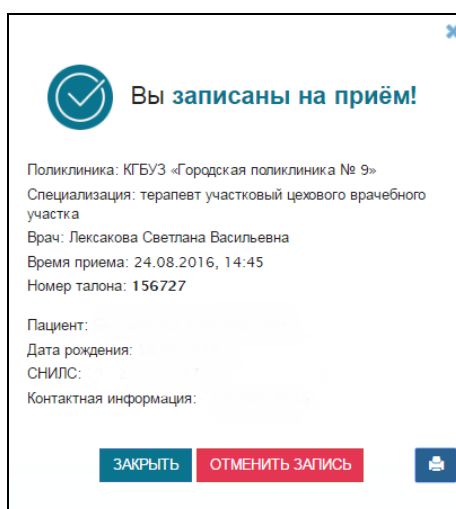 Вы записаны на приём!
Поликлиника: КГБУЗ «Городская поликлиника № 9»
Специализация: терапевт участковый цехового врачебного
участка
Врач: Лексакова Светлана Васильевна
Время приема: 24.08.2016, 14:45
Номер талона: 156727
Пациент:
Дата рождения:
СНИЛС:
Контактная информация:
ЗАКРЫТЬ ОТМЕНИТЬ ЗАПИСЬ